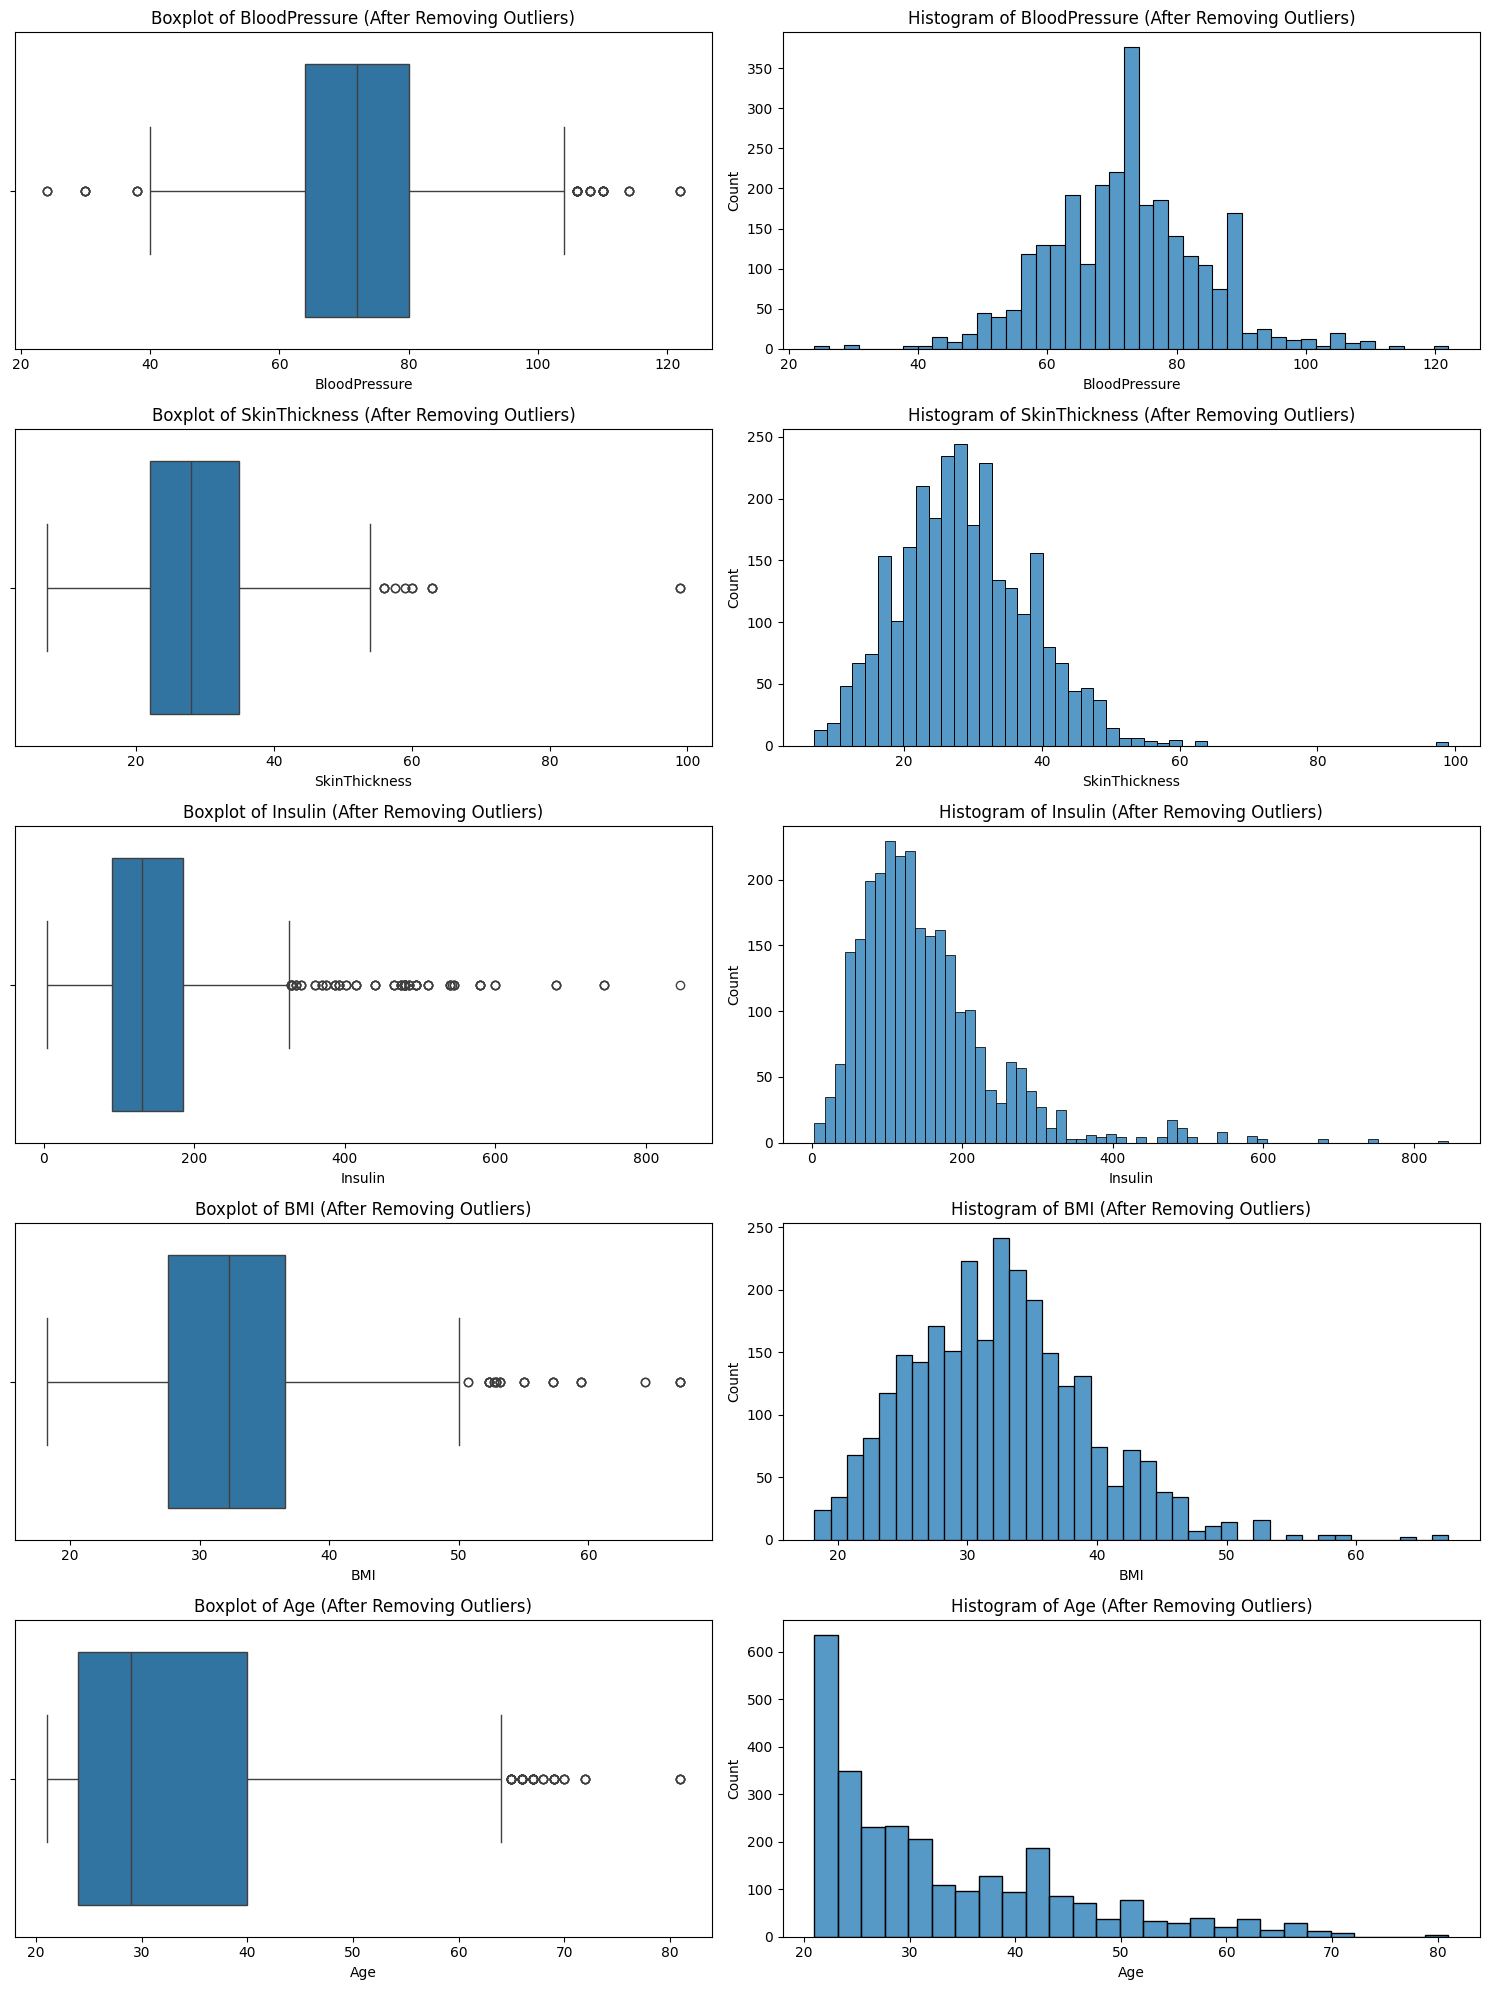 Boxplot of BloodPressure (After Removing Outliers)
20 40 60 80 100 120
BloodPressure
Histogram of BloodPressure (After Removing Outliers)
Count
350
300
250
200
150
100
50
0
20 40 60 80 100 120
BloodPressure
Boxplot of SkinThickness (After Removing Outliers)
20 40 60 80 100
SkinThickness
Histogram of SkinThickness (After Removing Outliers)
Count
250
200
150
100
50
0
20 40 60 80 100
SkinThickness
Boxplot of Insulin (After Removing Outliers)
0 200 400 600 800
Insulin
Histogram of Insulin (After Removing Outliers)
Count
200
150
100
50
0
0 200 400 600 800
Insulin
Boxplot of BMI (After Removing Outliers)
20 30 40 50 60
BMI
Histogram of BMI (After Removing Outliers)
Count
250
200
150
100
50
0
20 30 40 50 60
BMI
Boxplot of Age (After Removing Outliers)
20 30 40 50 60 70 80
Age
Histogram of Age (After Removing Outliers)
Count
600
500
400
300
200
100
0
20 30 40 50 60 70 80
Age